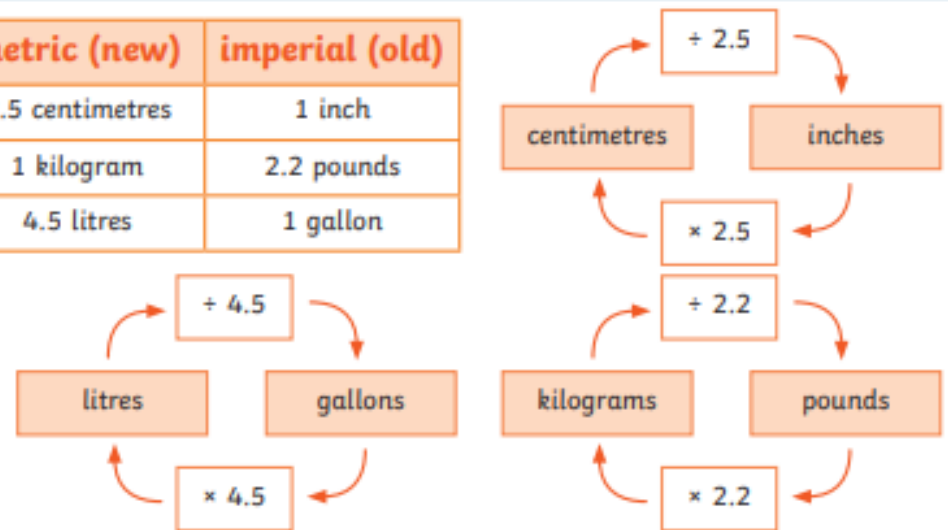 etric (new) imperial (old)
.5 centimetres 1 inch
1 kilogram 2.2 pounds
4.5 litres 1 gallon
÷ 2.5
centimetres inches
× 2.5
÷ 4.5
litres gallons
× 4.5
÷ 2.2
kilograms pounds
× 2.2